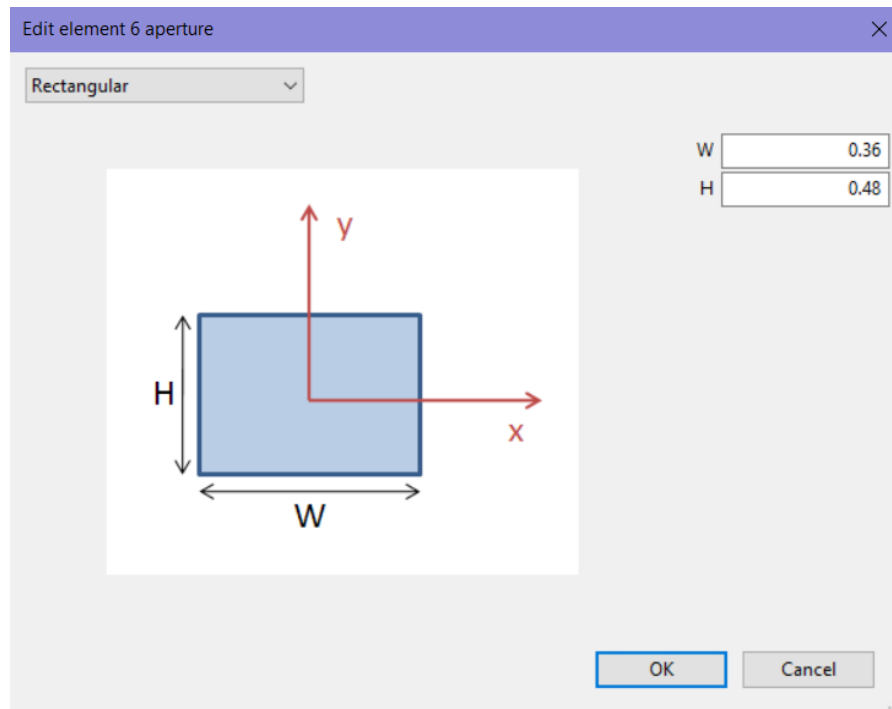 Edit element 6 aperture
Rectangular
W 0.36
H 0.48
y
H
x
W
OK Cancel